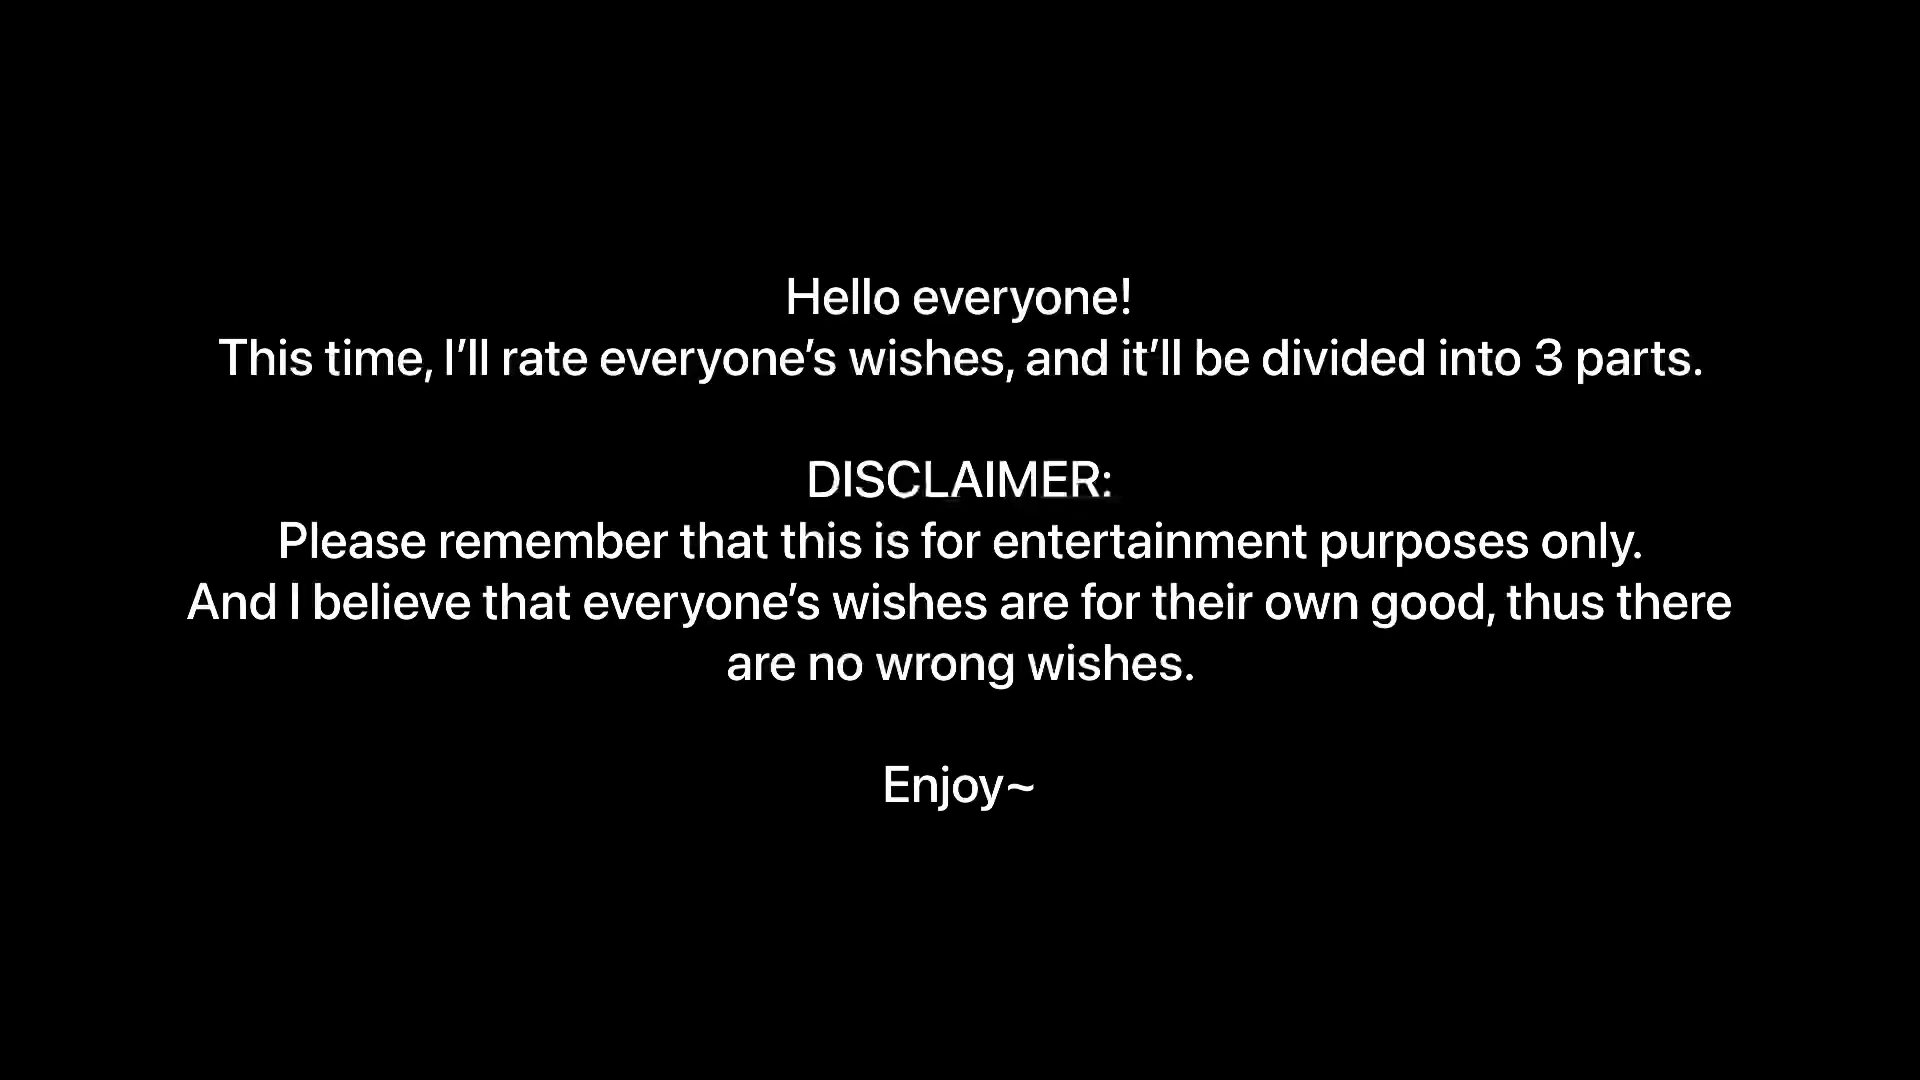 Hello everyone!
This time, I’ll rate everyone’s wishes, and it’ll be divided into 3 parts.
DISCLAIMER:
Please remember that this is for entertainment purposes only.
And I believe that everyone’s wishes are for their own good, thus there
are no wrong wishes.
Enjoy~